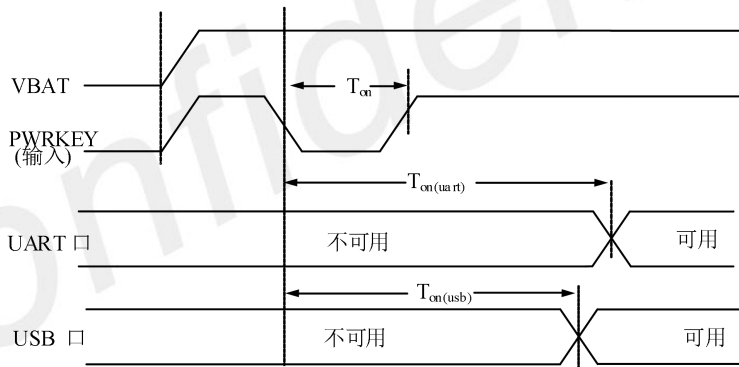 Confidential
VBAT
Ton
PWRKEY
(输入)
Ton(uart)
UART 口
不可用
可用
Ton(usb)
USB 口
不可用
可用